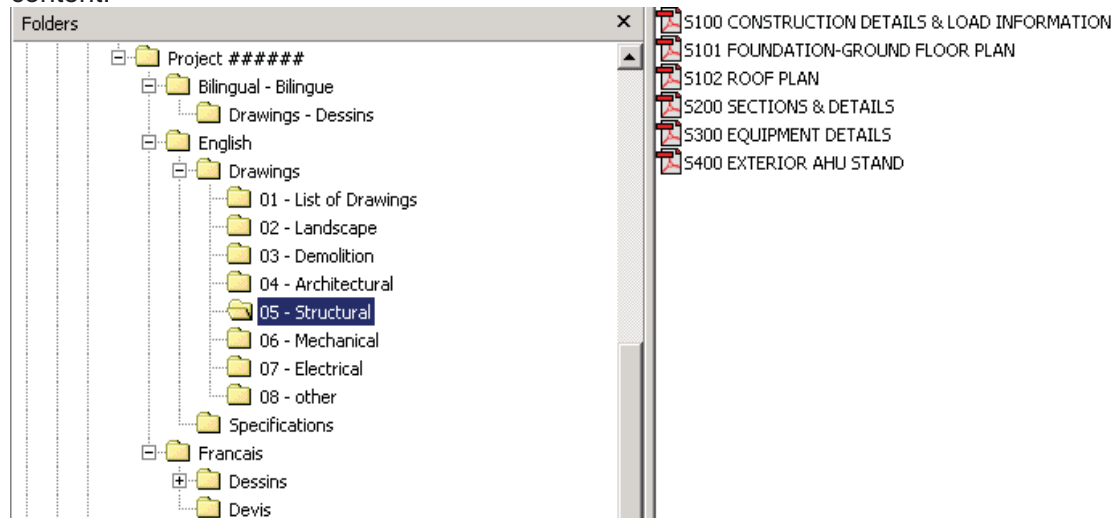 content.
Folders
Project ######
Bilingual - Bilingue
Drawings - Dessins
English
Drawings
01 - List of Drawings
02 - Landscape
03 - Demolition
04 - Architectural
05 - Structural
06 - Mechanical
07 - Electrical
08 - other
Specifications
Francais
Dessins
Devis
S100 CONSTRUCTION DETAILS & LOAD INFORMATION
S101 FOUNDATION-GROUND FLOOR PLAN
S102 ROOF PLAN
S200 SECTIONS & DETAILS
S300 EQUIPMENT DETAILS
S400 EXTERIOR AHU STAND